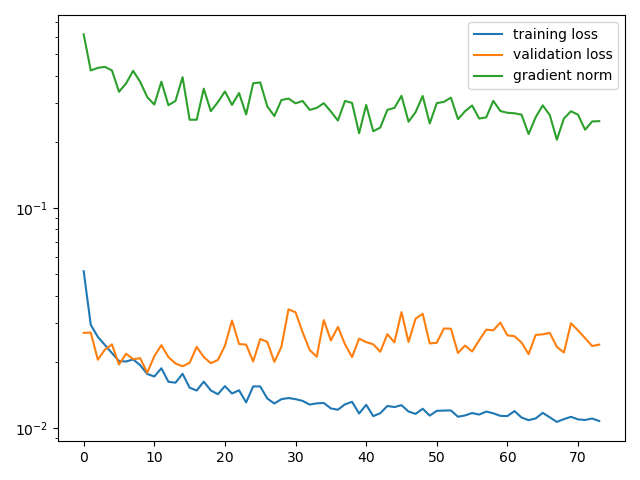 training loss
validation loss
gradient norm
10⁻¹
10⁻²
0 10 20 30 40 50 60 70